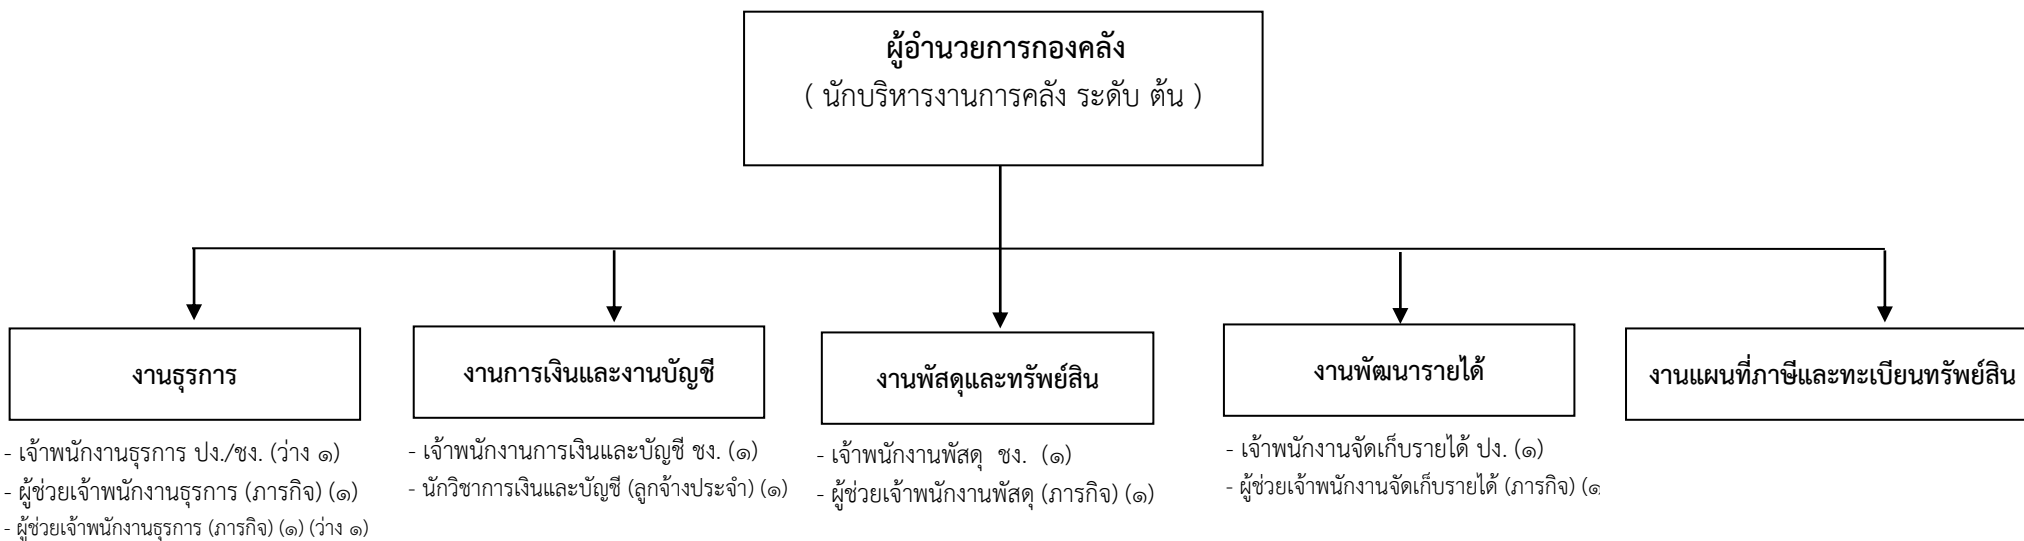 ผู้อำนวยการกองคลัง
( นักบริหารงานการคลัง ระดับ ต้น )
งานธุรการ
- เจ้าพนักงานธุรการ ปง./ชง. (ว่าง ๑)
- ผู้ช่วยเจ้าพนักงานธุรการ (ภารกิจ) (๑)
- ผู้ช่วยเจ้าพนักงานธุรการ (ภารกิจ) (๑) (ว่าง ๑)
งานการเงินและงานบัญชี
- เจ้าพนักงานการเงินและบัญชี ชง. (๑)
- นักวิชาการเงินและบัญชี (ลูกจ้างประจำ) (๑)
งานพัสดุและทรัพย์สิน
- เจ้าพนักงานพัสดุ ชง. (๑)
- ผู้ช่วยเจ้าพนักงานพัสดุ (ภารกิจ) (๑)
งานพัฒนารายได้
- เจ้าพนักงานจัดเก็บรายได้ ปง. (๑)
- ผู้ช่วยเจ้าพนักงานจัดเก็บรายได้ (ภารกิจ) (๑
งานแผนที่ภาษีและทะเบียนทรัพย์สิน